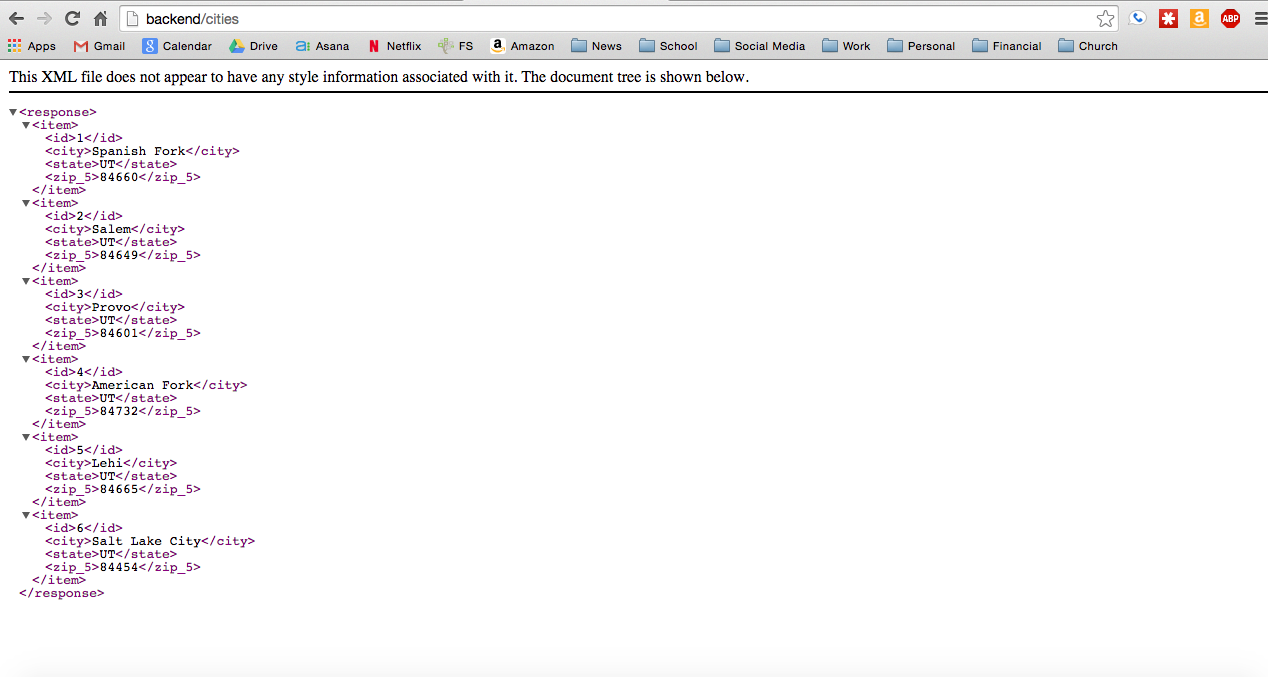 backend/cities
Apps Gmail Calendar Drive Asana Netflix FS Amazon News School Social Media Work Personal Financial Church
This XML file does not appear to have any style information associated with it. The document tree is shown below.
<response>
<item>
<id>1</id>
<city>Spanish Fork</city>
<state>UT</state>
<zip_5>84660</zip_5>
</item>
<item>
<id>2</id>
<city>Salem</city>
<state>UT</state>
<zip_5>84649</zip_5>
</item>
<item>
<id>3</id>
<city>Provo</city>
<state>UT</state>
<zip_5>84601</zip_5>
</item>
<item>
<id>4</id>
<city>American Fork</city>
<state>UT</state>
<zip_5>84732</zip_5>
</item>
<item>
<id>5</id>
<city>Lehi</city>
<state>UT</state>
<zip_5>84665</zip_5>
</item>
<item>
<id>6</id>
<city>Salt Lake City</city>
<state>UT</state>
<zip_5>84454</zip_5>
</item>
</response>
ABP